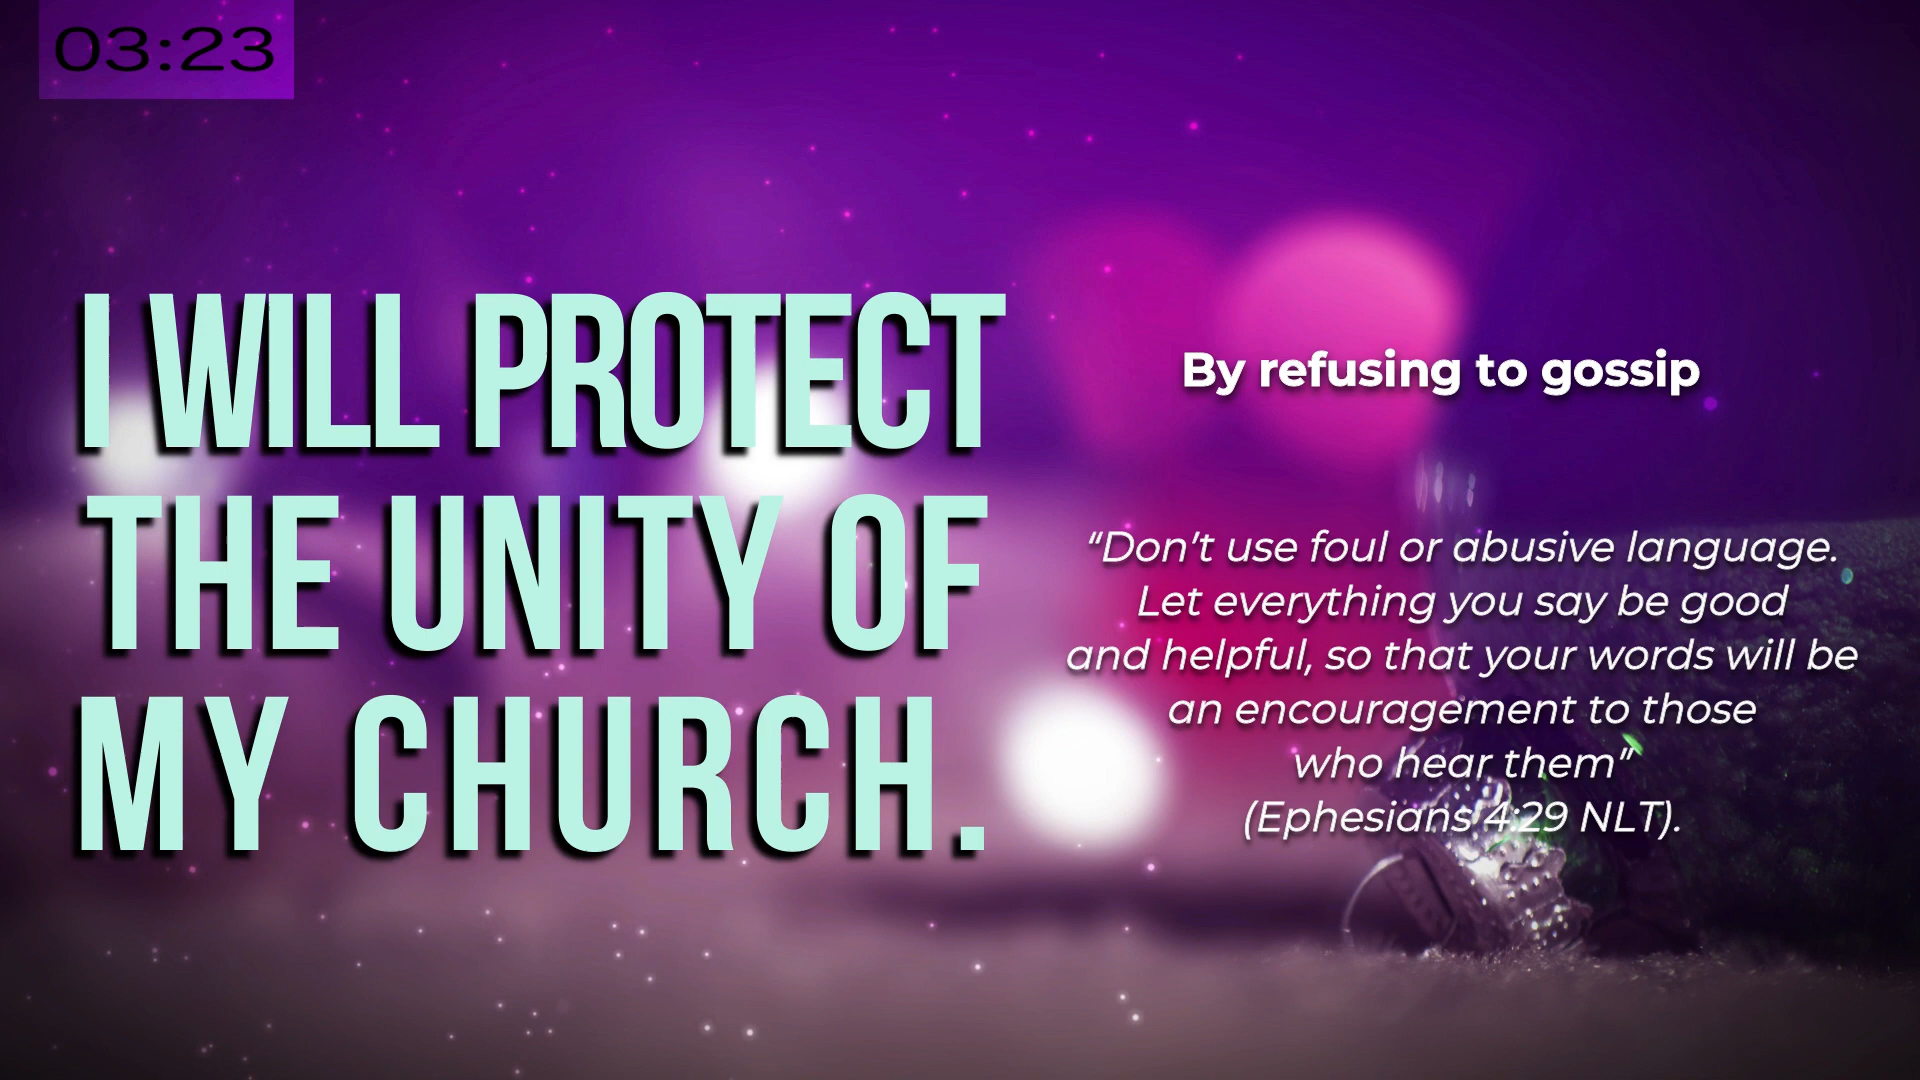 03:23
I WILL PROTECT
THE UNITY OF
MY CHURCH.
By refusing to gossip
“Don’t use foul or abusive language.
Let everything you say be good
and helpful, so that your words will be
an encouragement to those
who hear them”
(Ephesians 4:29 NLT).